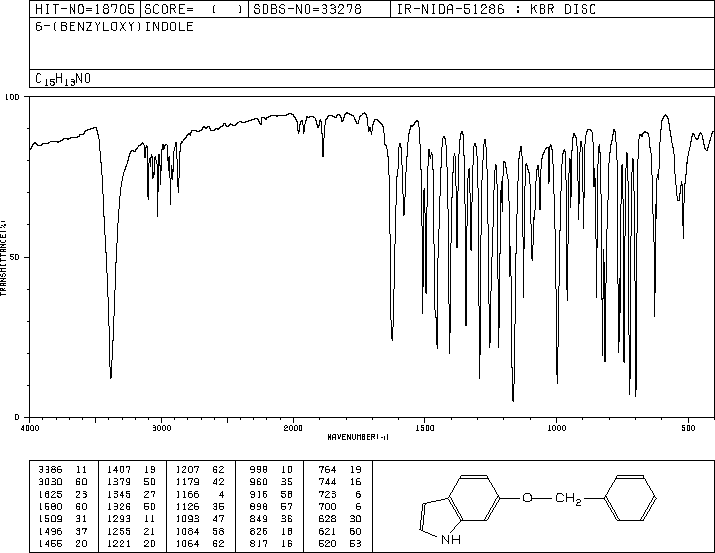 HIT-NO=18705 SCORE= ( ) SDBS-NO=33278 IR-NIDA-51286 : KBR DISC
6-(BENZYLOXY)INDOLE
C15H13NO
100
50
0
TRANSMITTANCE(%)
4000 3000 2000 1500 1000 500
WAVENUMBER(-1)
3386 11 1407 19 1207 62 998 10 764 19
3030 60 1379 50 1179 42 960 35 744 16
1625 23 1345 27 1166 4 916 58 723 6
1580 60 1326 50 1126 35 898 57 700 6
1509 31 1293 11 1093 47 849 36 628 30
1496 37 1255 21 1084 58 826 18 621 50
1455 20 1221 20 1064 62 817 16 520 53
O CH2
NH